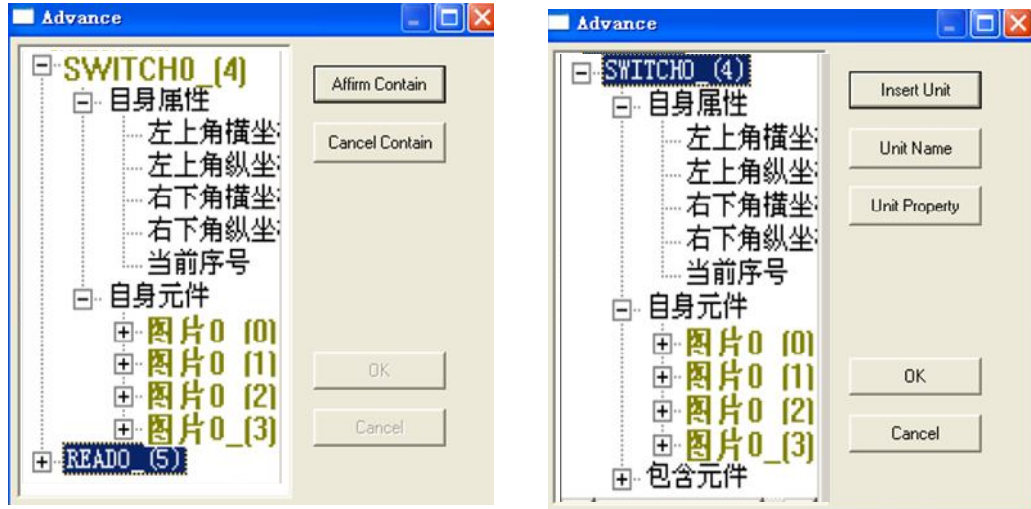 Advance
SWITCH0_(4)
自身属性
左上角横坐
左上角纵坐
右下角横坐
右下角纵坐
当前序号
自身元件
图片0 (0)
图片0 (1)
图片0 (2)
图片0_(3)
READ0_(5)
Affirm Contain
Cancel Contain
OK
Cancel
Advance
SWITCH0_(4)
自身属性
左上角横坐
左上角纵坐
右下角横坐
右下角纵坐
当前序号
自身元件
图片0 (0)
图片0 (1)
图片0 (2)
图片0_(3)
包含元件
Insert Unit
Unit Name
Unit Property
OK
Cancel